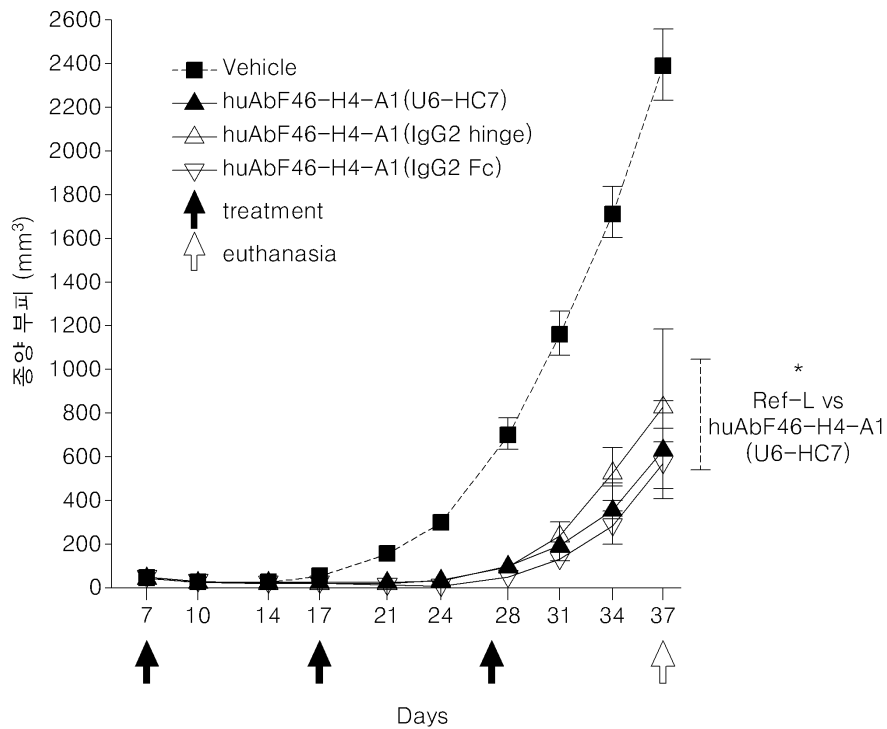 2600
2400
2200
2000
1800
1600
1400
1200
1000
800
600
400
200
0
종양 부피 (mm³)
Vehicle
huAbF46-H4-A1(U6-HC7)
huAbF46-H4-A1(IgG2 hinge)
huAbF46-H4-A1(IgG2 Fc)
treatment
euthanasia
*
Ref-L vs
huAbF46-H4-A1
(U6-HC7)
7 10 14 17 21 24 28 31 34 37
Days